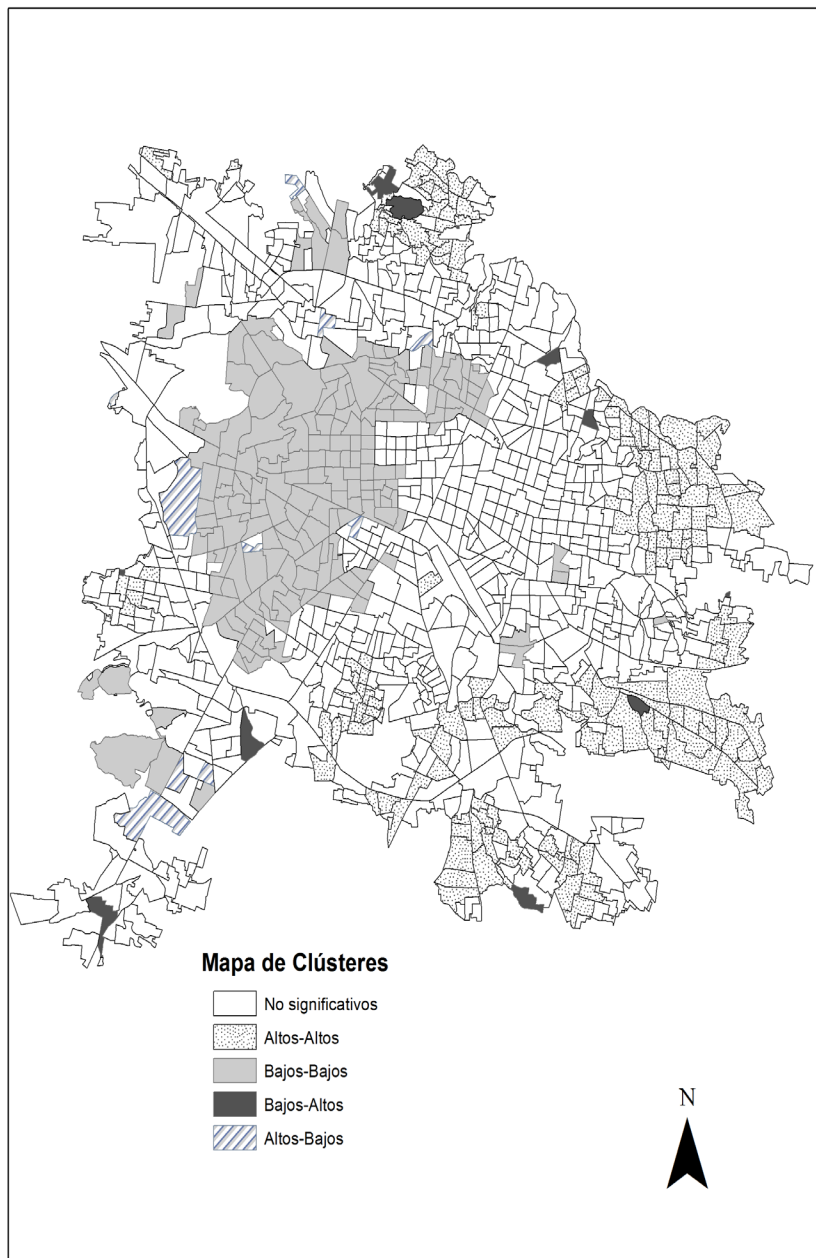 Mapa de Clústeres
No significativos
Altos-Altos
Bajos-Bajos
Bajos-Altos
Altos-Bajos
N